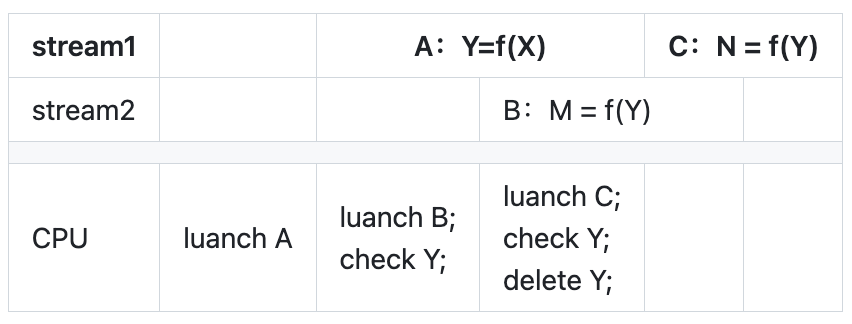 stream1 A：Y=f(X) C：N = f(Y)
stream2 B：M = f(Y)
CPU luanch A
luanch B;
check Y;
luanch C;
check Y;
delete Y;